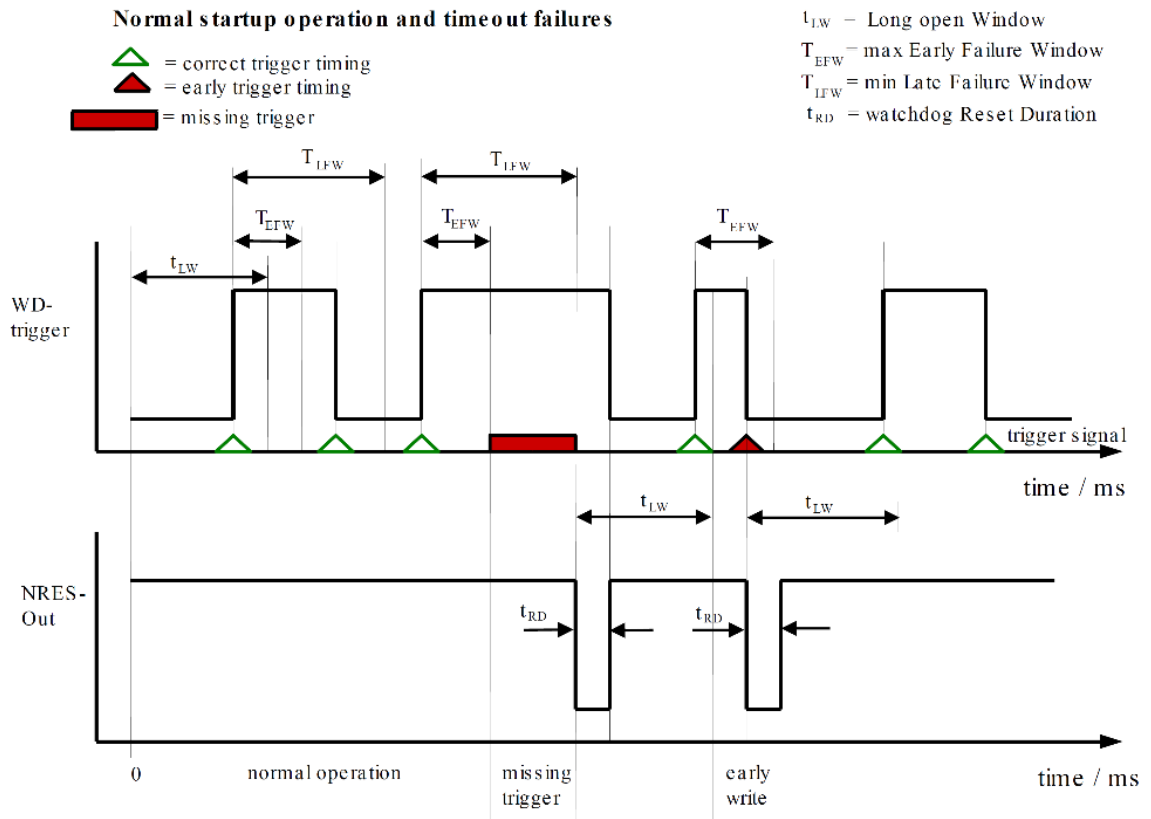 Normal startup operation and timeout failures
= correct trigger timing
= early trigger timing
= missing trigger
tLW – Long open Window
TEFW = max Early Failure Window
TLFW = min Late Failure Window
tRD = watchdog Reset Duration
TLFW
TLFW
TEFW
TEFW
TEFW
tLW
WD-
trigger
trigger signal
time / ms
tLW
tLW
NRES-
Out
tRD
tRD
0
normal operation
missing
trigger
early
write
time / ms